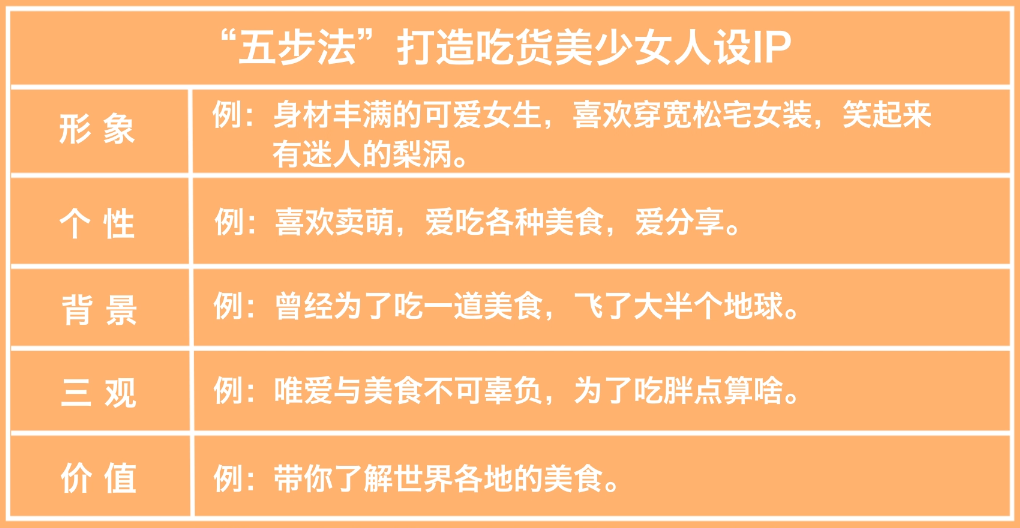 “五步法”打造吃货美少女人设IP
形 象
例：身材丰满的可爱女生，喜欢穿宽松宅女装，笑起来
有迷人的梨涡。
个 性
例：喜欢卖萌，爱吃各种美食，爱分享。
背 景
例：曾经为了吃一道美食，飞了大半个地球。
三 观
例：唯爱与美食不可辜负，为了吃胖点算啥。
价 值
例：带你了解世界各地的美食。